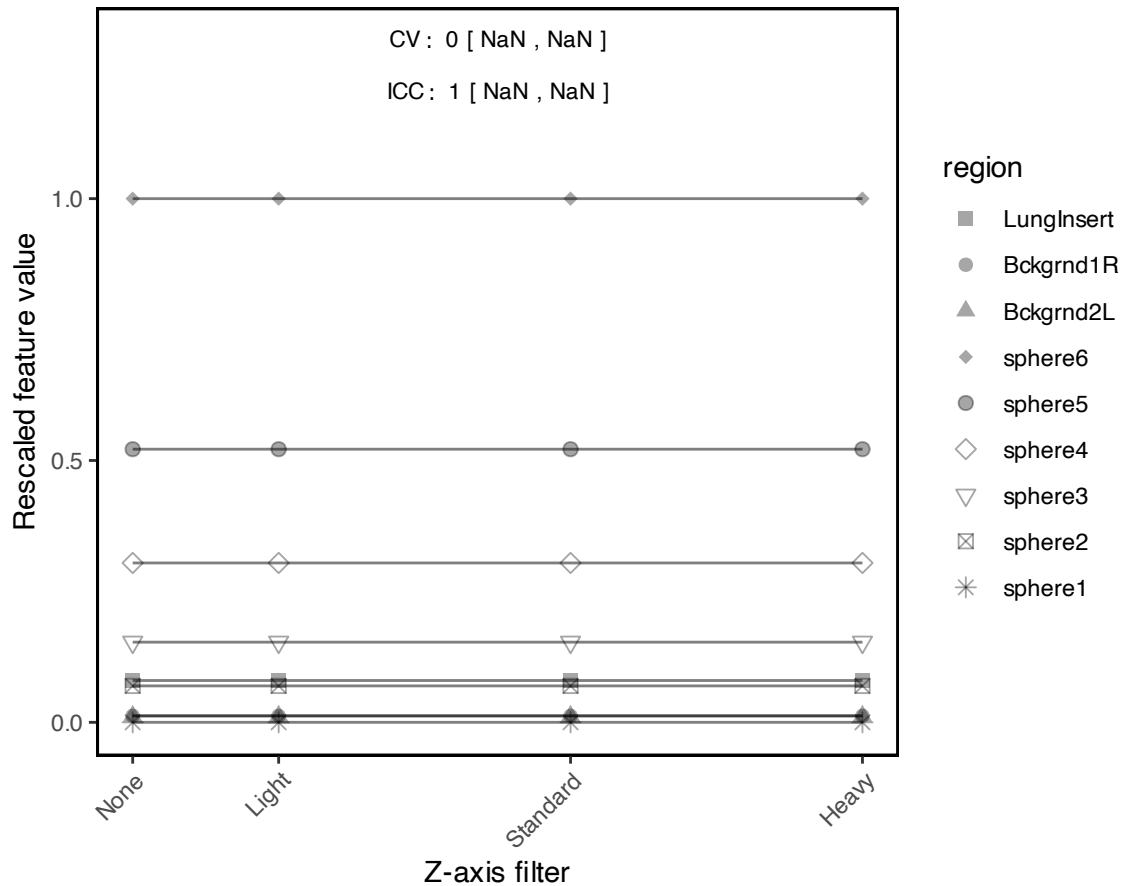 CV : 0 [ NaN , NaN ]
ICC : 1 [ NaN , NaN ]
Rescaled feature value
1.0
0.5
0.0
None
Light
Standard
Heavy
Z-axis filter
region
LungInsert
Bckgrnd1R
Bckgrnd2L
sphere6
sphere5
sphere4
sphere3
sphere2
sphere1